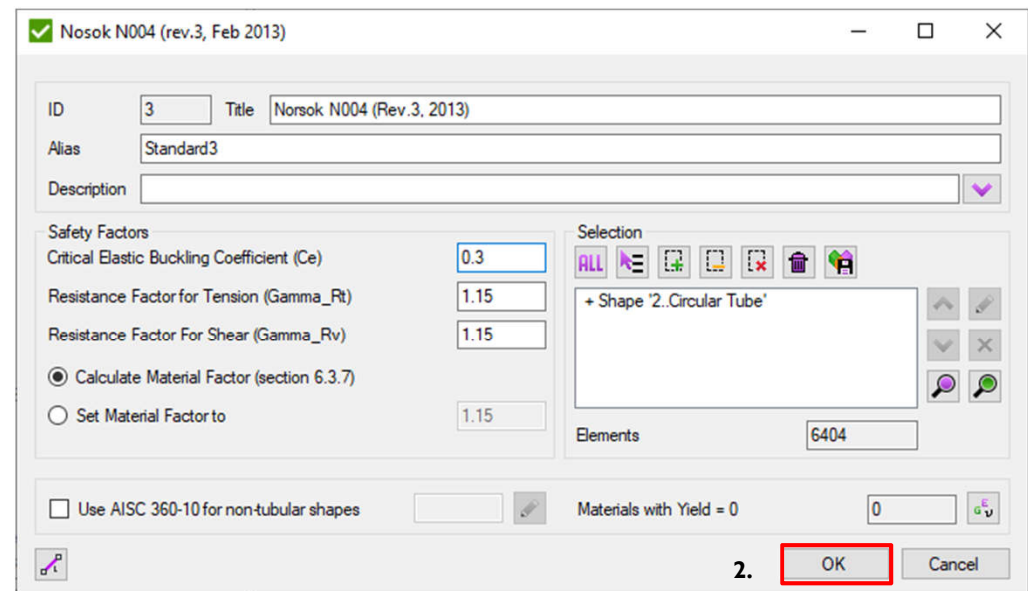 Nosok N004 (rev.3, Feb 2013)
ID 3 Title Norsok N004 (Rev.3, 2013)
Alias Standard3
Description
Safety Factors
Critical Elastic Buckling Coefficient (Ce) 0.3
Resistance Factor for Tension (Gamma_Rt) 1.15
Resistance Factor For Shear (Gamma_Rv) 1.15
Calculate Material Factor (section 6.3.7)
Set Material Factor to 1.15
Selection
ALL
+ Shape '2..Circular Tube'
Elements 6404
Use AISC 360-10 for non-tubular shapes
Materials with Yield = 0 0 G E υ
2. OK Cancel